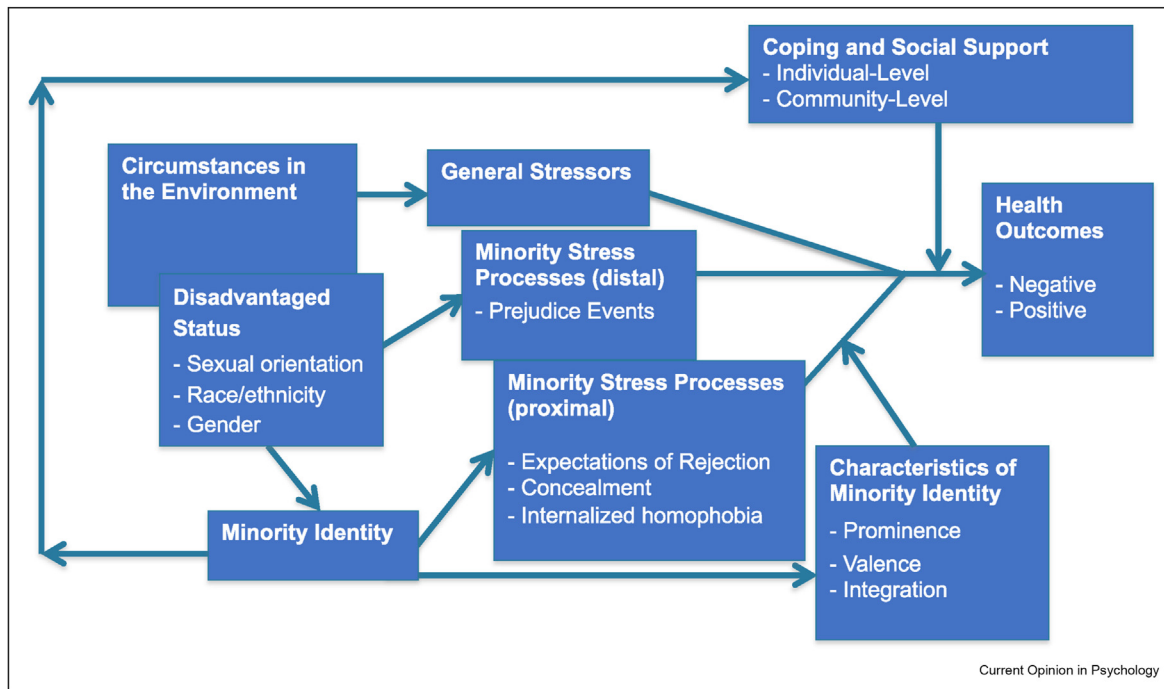 Coping and Social Support
- Individual-Level
- Community-Level
Circumstances in
the Environment
General Stressors
Health
Outcomes
- Negative
- Positive
Minority Stress
Processes (distal)
- Prejudice Events
Disadvantaged
Status
- Sexual orientation
- Race/ethnicity
- Gender
Minority Stress Processes
(proximal)
- Expectations of Rejection
- Concealment
- Internalized homophobia
Characteristics of
Minority Identity
- Prominence
- Valence
- Integration
Minority Identity
Current Opinion in Psychology